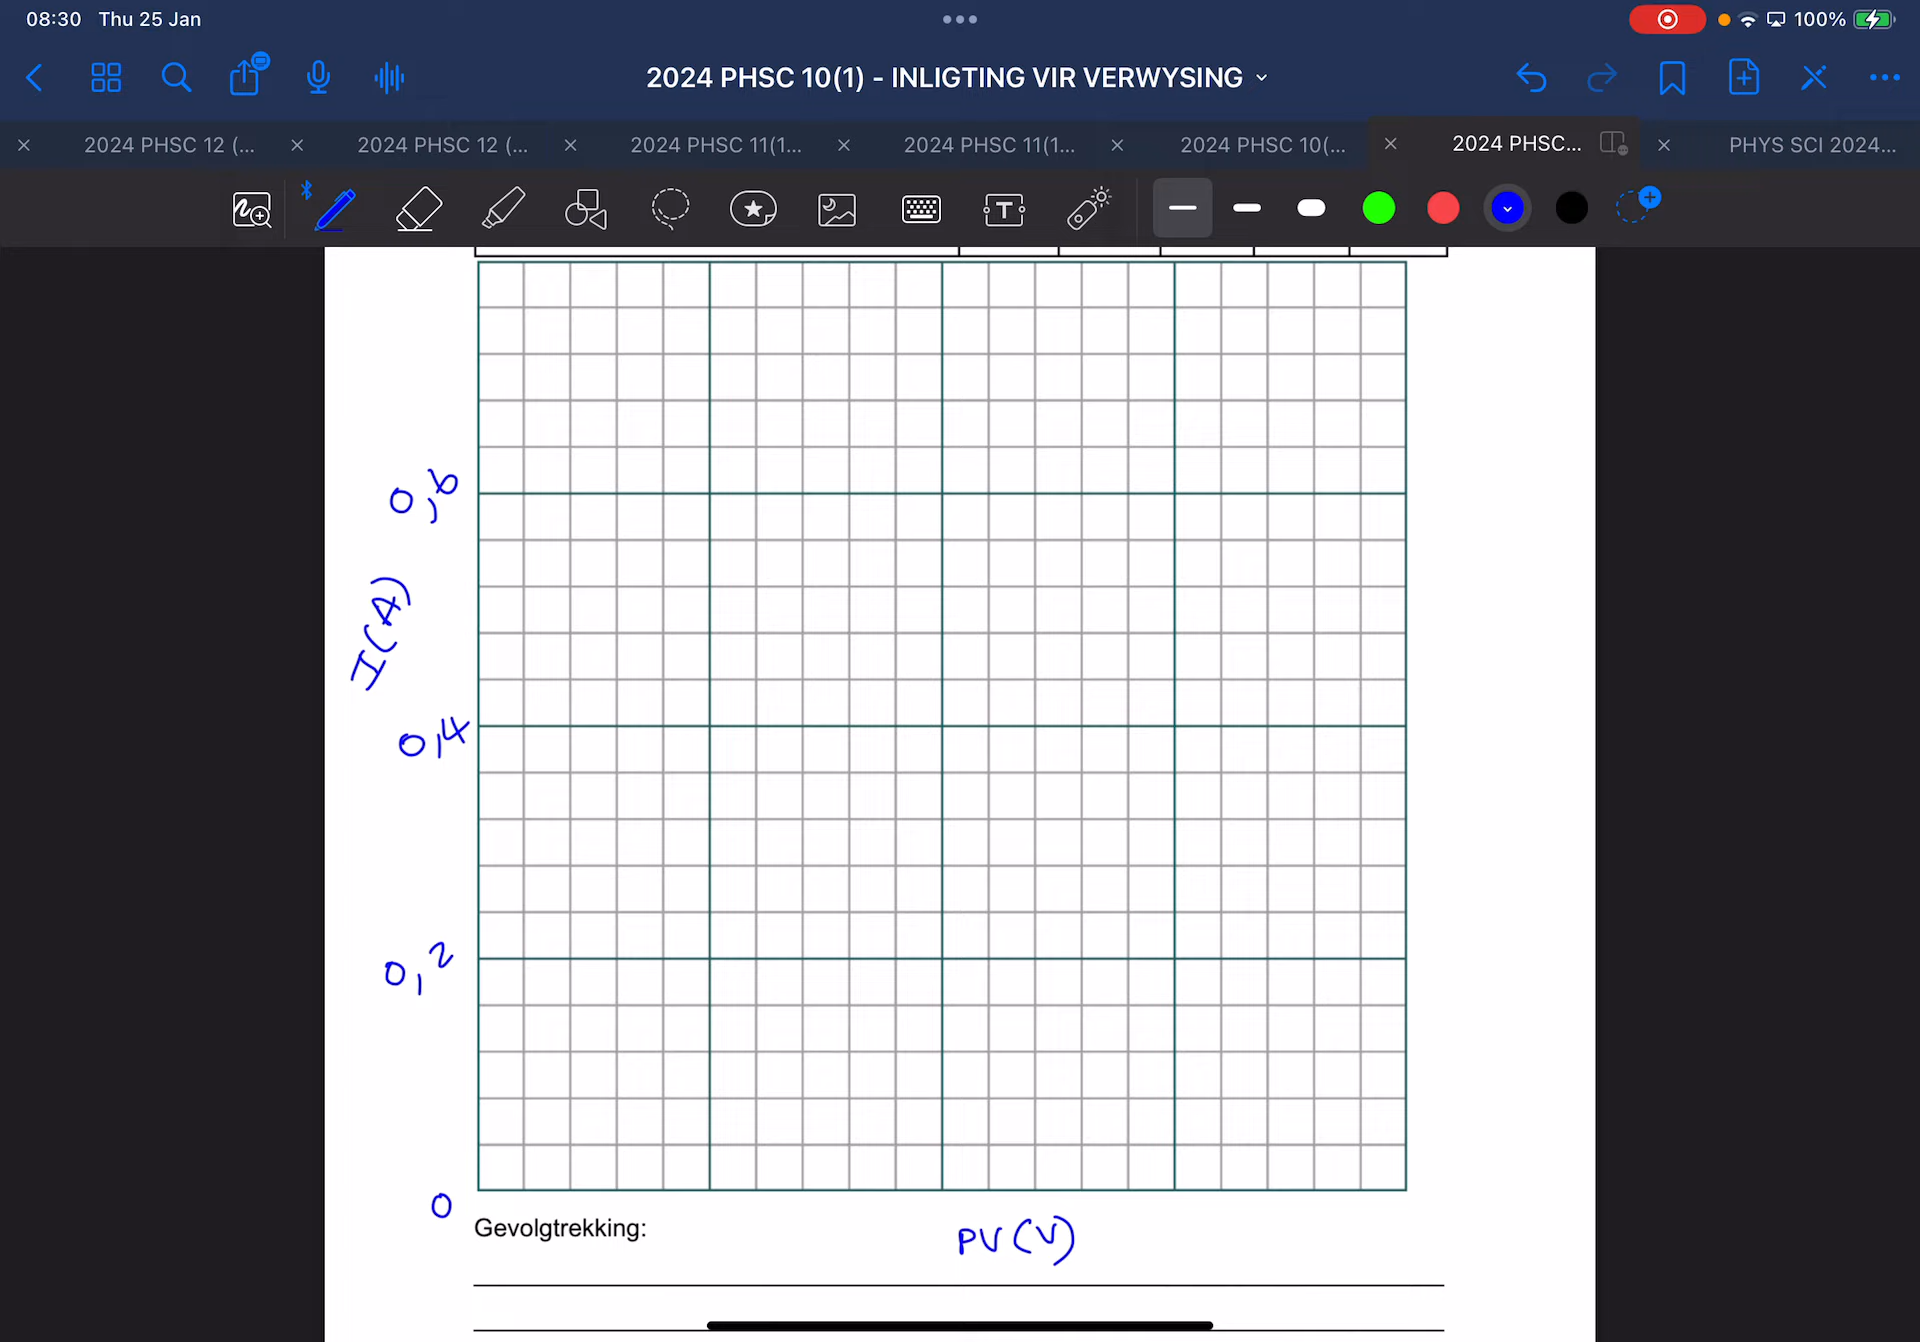 08:30 Thu 25 Jan
100%
2024 PHSC 10(1) - INLIGTING VIR VERWYSING
2024 PHSC 12 (... 2024 PHSC 12 (... 2024 PHSC 11(1... 2024 PHSC 11(1... 2024 PHSC 10(... 2024 PHSC... PHYS SCI 2024...
0,6
I(A)
0,4
0,2
0
Gevolgtrekking:
PV(V)